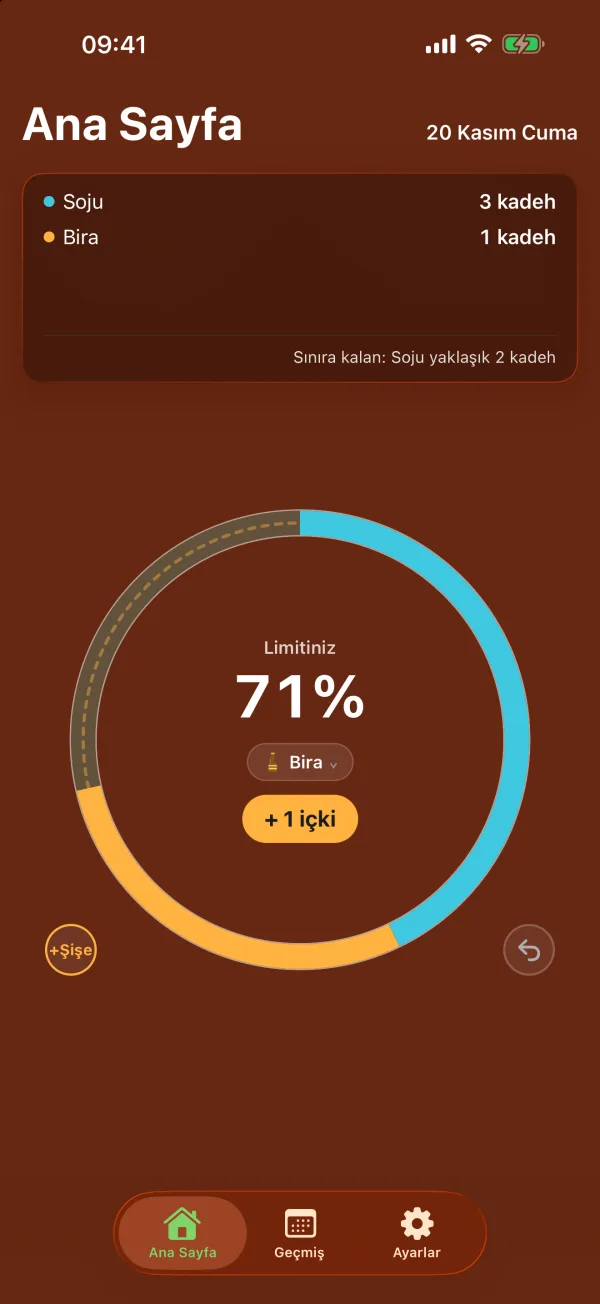 09:41
Ana Sayfa
20 Kasım Cuma
Soju 3 kadeh
Bira 1 kadeh
Sınıra kalan: Soju yaklaşık 2 kadeh
Limitiniz
71%
Bira
+ 1 içki
+Şişe
Ana Sayfa Geçmiş Ayarlar